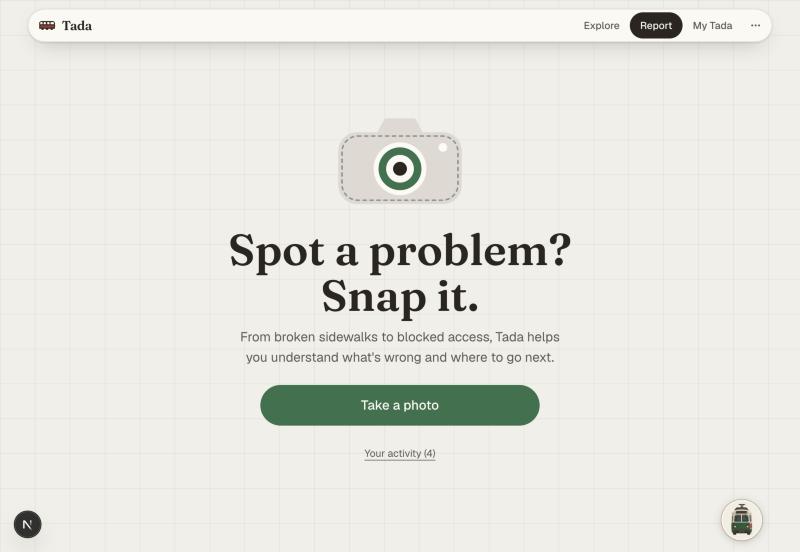 Tada
Explore
Report
My Tada
Spot a problem?
Snap it.
From broken sidewalks to blocked access, Tada helps
you understand what's wrong and where to go next.
Take a photo
Your activity (4)
N